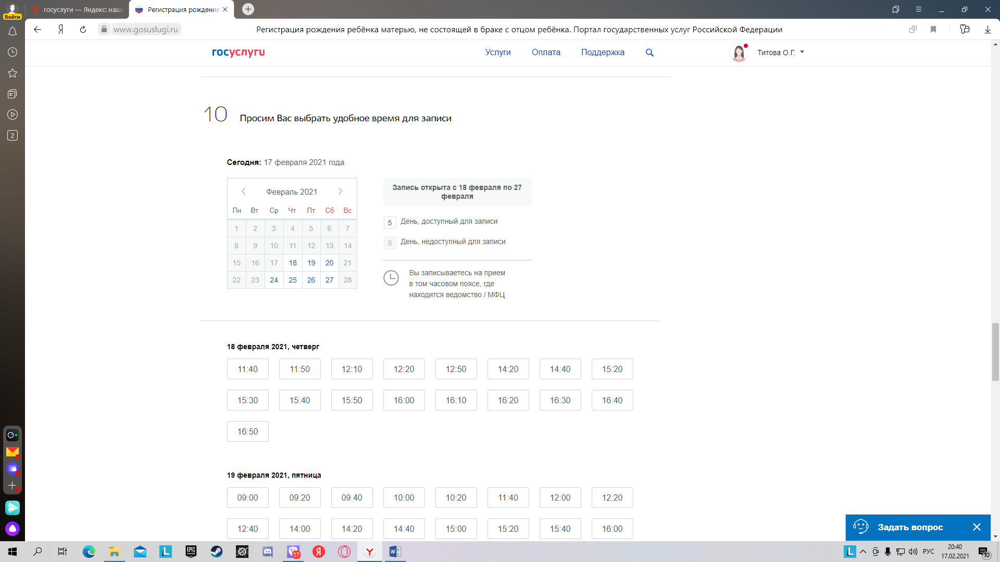 госуслуги — Яндекс: наш
Регистрация рождения
Войти
www.gosuslugi.ru
Регистрация рождения ребёнка матерью, не состоящей в браке с отцом ребёнка. Портал государственных услуг Российской Федерации
госуслуги
Услуги
Оплата
Поддержка
Титова О.Г.
2
10 Просим Вас выбрать удобное время для записи
Сегодня: 17 февраля 2021 года
Февраль 2021
Пн Вт Ср Чт Пт Сб Вс
1 2 3 4 5 6 7
8 9 10 11 12 13 14
15 16 17 18 19 20 21
22 23 24 25 26 27 28
Запись открыта с 18 февраля по 27
февраля
5 День, доступный для записи
5 День, недоступный для записи
Вы записываетесь на прием
в том часовом поясе, где
находится ведомство / МФЦ
18 февраля 2021, четверг
11:40 11:50 12:10 12:20 12:50 14:20 14:40 15:20
15:30 15:40 15:50 16:00 16:10 16:20 16:30 16:40
16:50
19 февраля 2021, пятница
09:00 09:20 09:40 10:00 10:20 11:40 12:00 12:20
12:40 14:00 14:20 14:40 15:00 15:20 15:40 16:00
Задать вопрос
L
EPIC
GAMES
57
Я
Y
W
L
РУС
20:40
17.02.2021
10